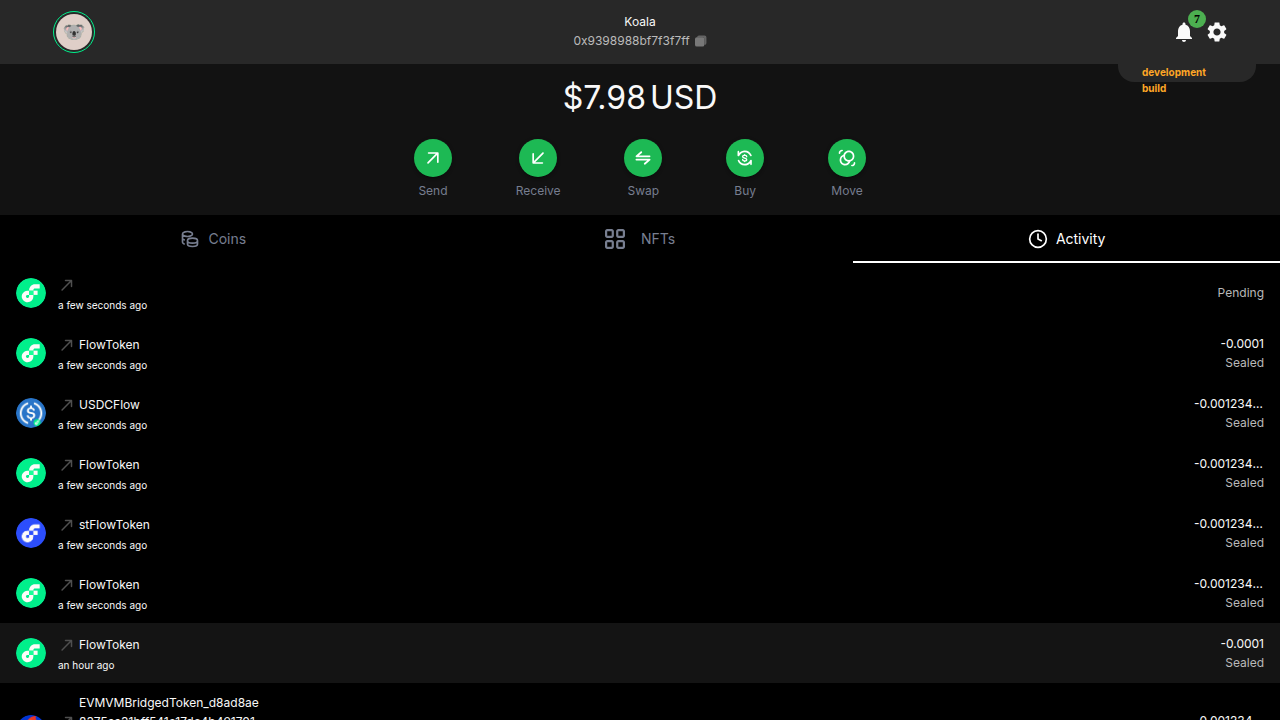 Koala
0x9398988bf7f3f7ff
7
development
build
$7.98 USD
Send
Receive
Swap
Buy
Move
Coins
NFTs
Activity
a few seconds ago
Pending
FlowToken
-0.0001
a few seconds ago
Sealed
USDCFlow
-0.001234...
a few seconds ago
Sealed
FlowToken
-0.001234...
a few seconds ago
Sealed
stFlowToken
-0.001234...
a few seconds ago
Sealed
FlowToken
-0.001234...
a few seconds ago
Sealed
FlowToken
-0.0001
an hour ago
Sealed
EVMVMBridgedToken_d8ad8ae
-0.001234...